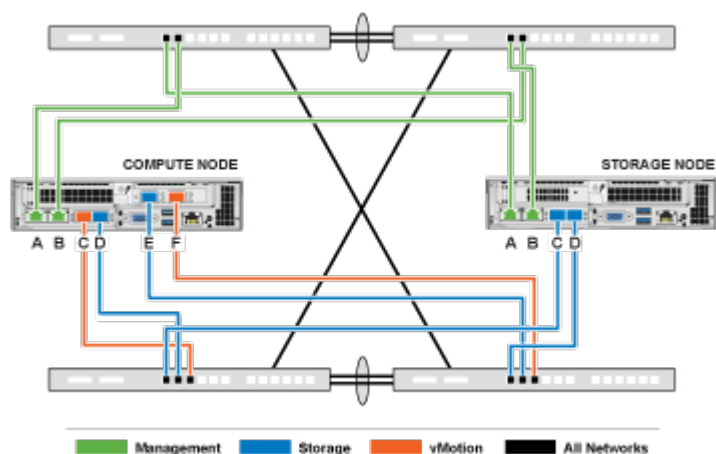 COMPUTE NODE
STORAGE NODE
A B C D E F
A B C D
Management Storage vMotion All Networks